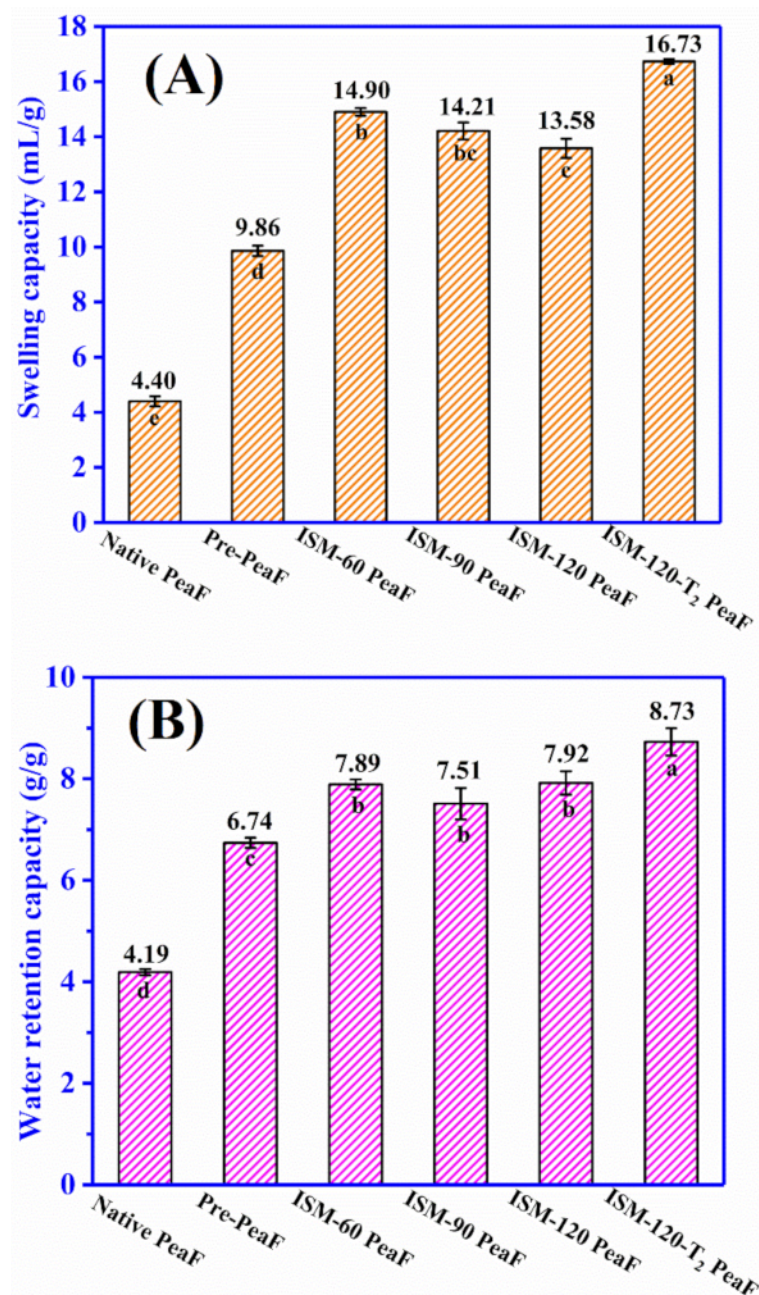 (A)
Swelling capacity (mL/g)
18
16
14
12
10
8
6
4
2
0
4.40
e
9.86
d
14.90
b
14.21
bc
13.58
c
16.73
a
Native PeaF
Pre-PeaF
ISM-60 PeaF
ISM-90 PeaF
ISM-120 PeaF
ISM-120-T₂ PeaF
(B)
Water retention capacity (g/g)
10
8
6
4
2
0
4.19
d
6.74
c
7.89
b
7.51
b
7.92
b
8.73
a
Native PeaF
Pre-PeaF
ISM-60 PeaF
ISM-90 PeaF
ISM-120 PeaF
ISM-120-T₂ PeaF